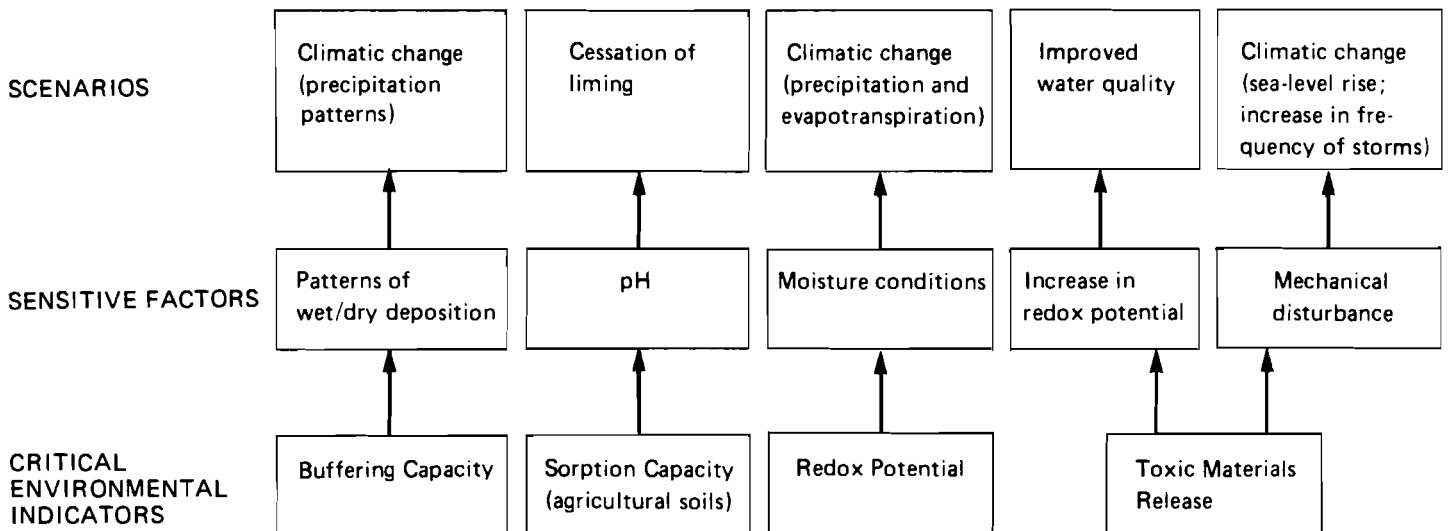 SCENARIOS
Climatic change
(precipitation
patterns)
Cessation of
liming
Climatic change
(precipitation and
evapotranspiration)
Improved
water quality
Climatic change
(sea-level rise;
increase in fre-
quency of storms)
SENSITIVE FACTORS
Patterns of
wet/dry deposition
pH
Moisture conditions
Increase in
redox potential
Mechanical
disturbance
CRITICAL
ENVIRONMENTAL
INDICATORS
Buffering Capacity
Sorption Capacity
(agricultural soils)
Redox Potential
Toxic Materials
Release